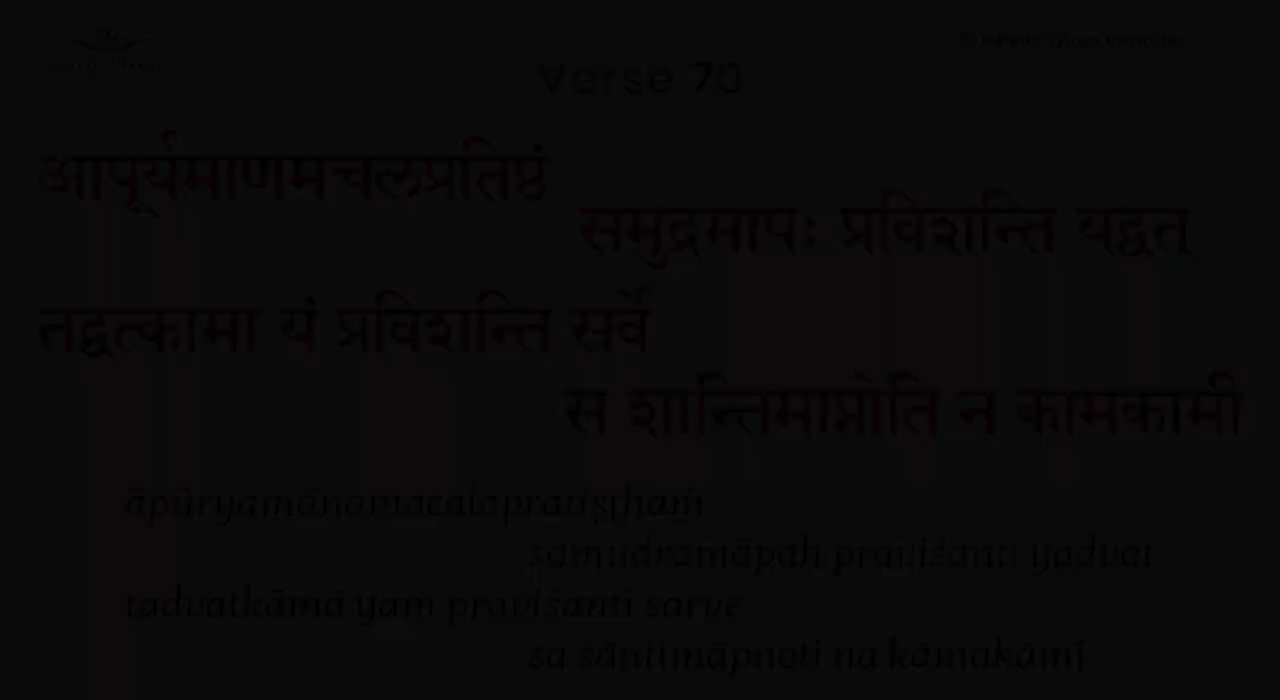 Verse 70
आपूर्यमाणमचलप्रतिष्ठं
समुद्रमापः प्रविशन्ति यद्वत्
तद्वत्कामा यं प्रविशन्ति सर्वे
स शान्तिमाप्नोति न कामकामी
āpūryamāṇamacalapratiṣṭhaṁ
samudramāpaḥ praviśanti yadvat
tadvatkāmā yaṁ praviśanti sarve
sa śāntimāpnoti na kāmakāmī